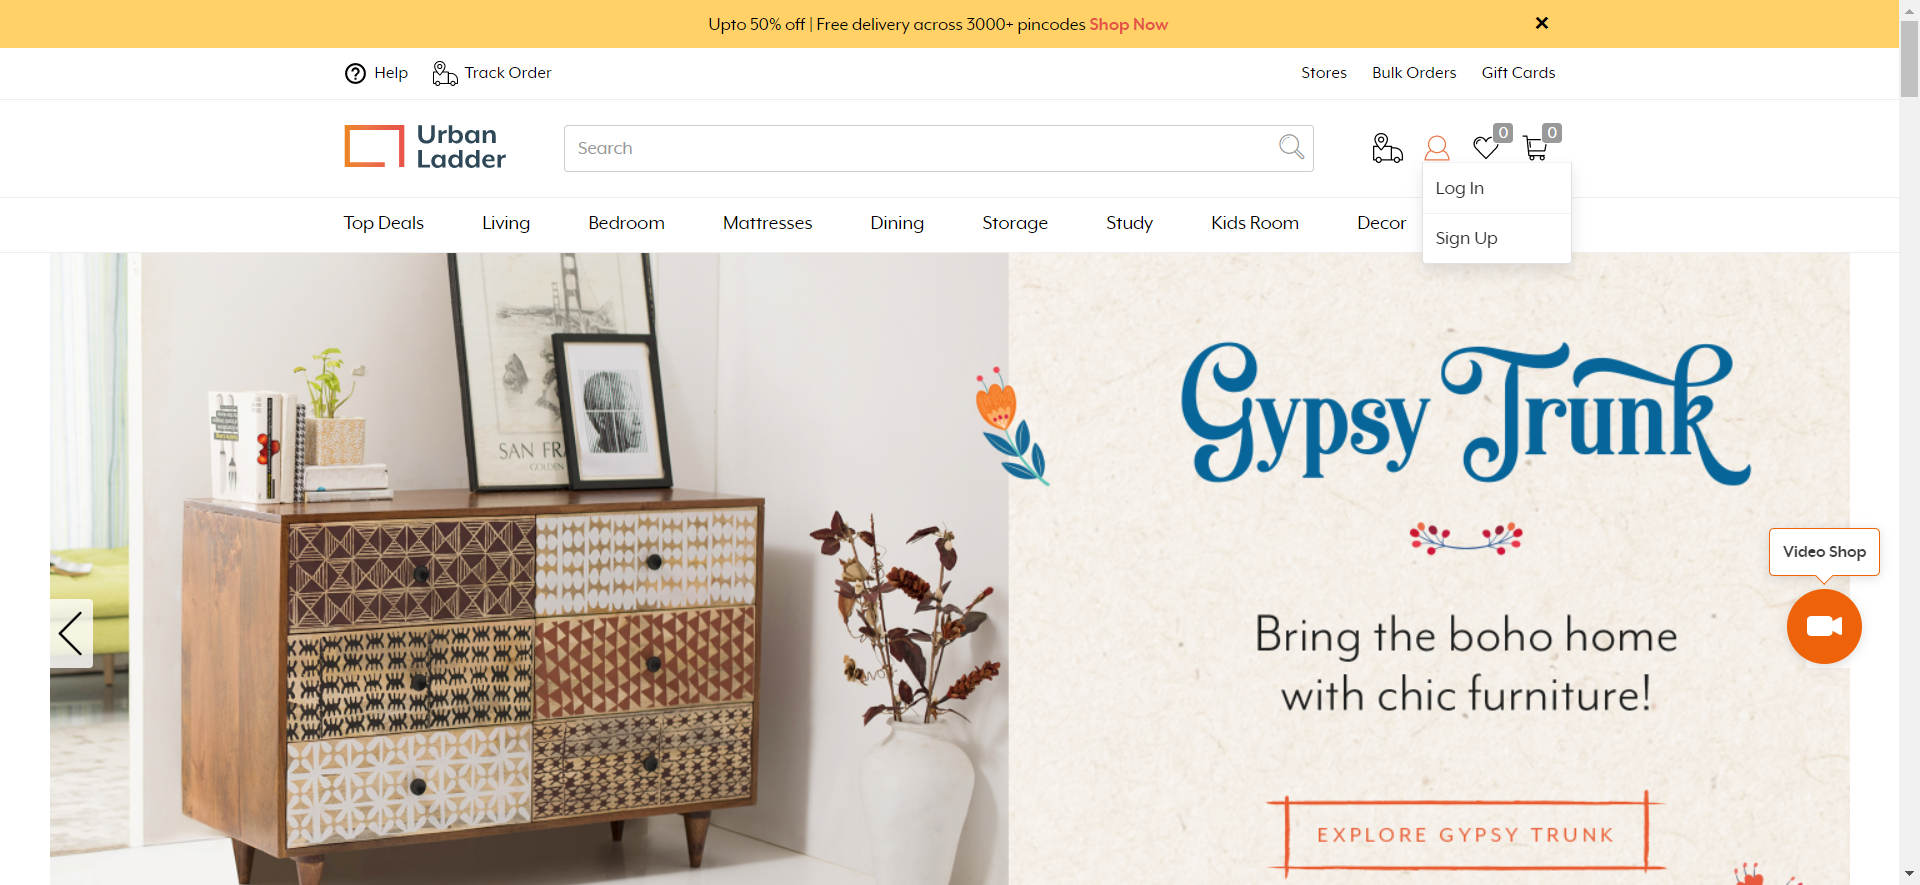 Upto 50% off | Free delivery across 3000+ pincodes Shop Now
Help
Track Order
Stores
Bulk Orders
Gift Cards
Urban
Ladder
Search
0
0
Log In
Sign Up
Top Deals
Living
Bedroom
Mattresses
Dining
Storage
Study
Kids Room
Decor
SAN FRA
GOLDEN
Gypsy Trunk
Video Shop
Bring the boho home
with chic furniture!
EXPLORE GYPSY TRUNK